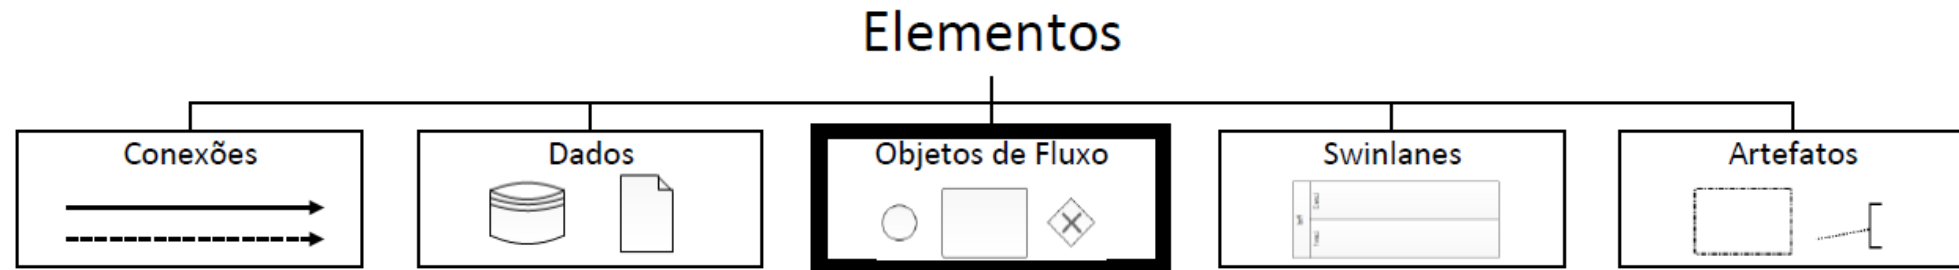 Elementos
Conexões
Dados
Objetos de Fluxo
Swinlanes
Artefatos